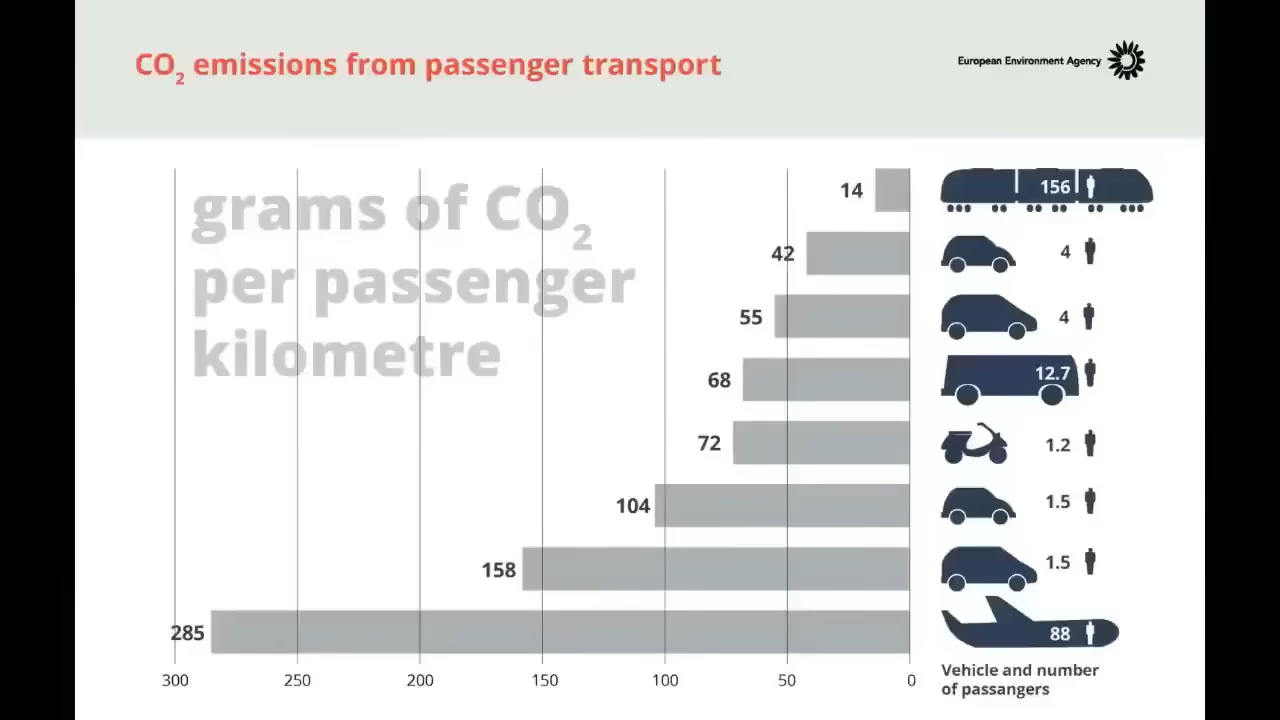 CO2 emissions from passenger transport
European Environment Agency
grams of CO2
per passenger
kilometre
14
156
42
4
55
4
68
12.7
72
1.2
104
1.5
158
1.5
285
88
300 250 200 150 100 50 0
Vehicle and number
of passangers